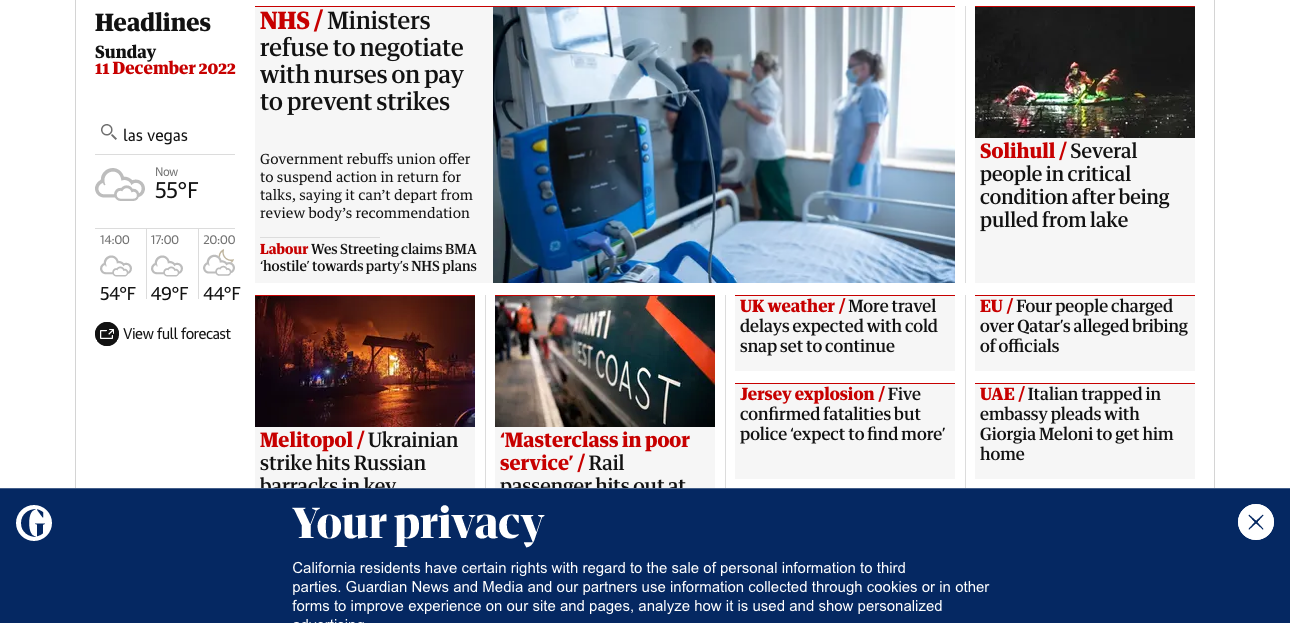 Headlines
Sunday
11 December 2022
las vegas
Now
55°F
14:00
17:00
20:00
54°F
49°F
44°F
View full forecast
NHS / Ministers
refuse to negotiate
with nurses on pay
to prevent strikes
Government rebuffs union offer
to suspend action in return for
talks, saying it can’t depart from
review body’s recommendation
Labour Wes Streeting claims BMA
‘hostile’ towards party’s NHS plans
Solihull / Several
people in critical
condition after being
pulled from lake
Melitopol / Ukrainian
strike hits Russian
barracks in key
AVANTI
WEST COAST
‘Masterclass in poor
service’ / Rail
passenger hits out at
UK weather / More travel
delays expected with cold
snap set to continue
Jersey explosion / Five
confirmed fatalities but
police ‘expect to find more’
EU / Four people charged
over Qatar’s alleged bribing
of officials
UAE / Italian trapped in
embassy pleads with
Giorgia Meloni to get him
home
G
Your privacy
California residents have certain rights with regard to the sale of personal information to third
parties. Guardian News and Media and our partners use information collected through cookies or in other
forms to improve experience on our site and pages, analyze how it is used and show personalized